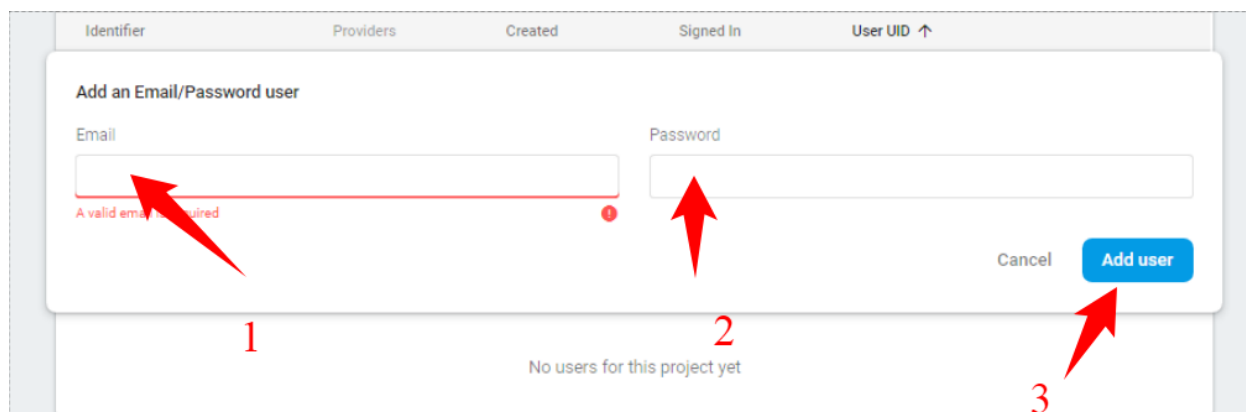 Identifier Providers Created Signed In User UID ↑
Add an Email/Password user
Email Password
A valid email is required
Cancel Add user
1 2
No users for this project yet
3